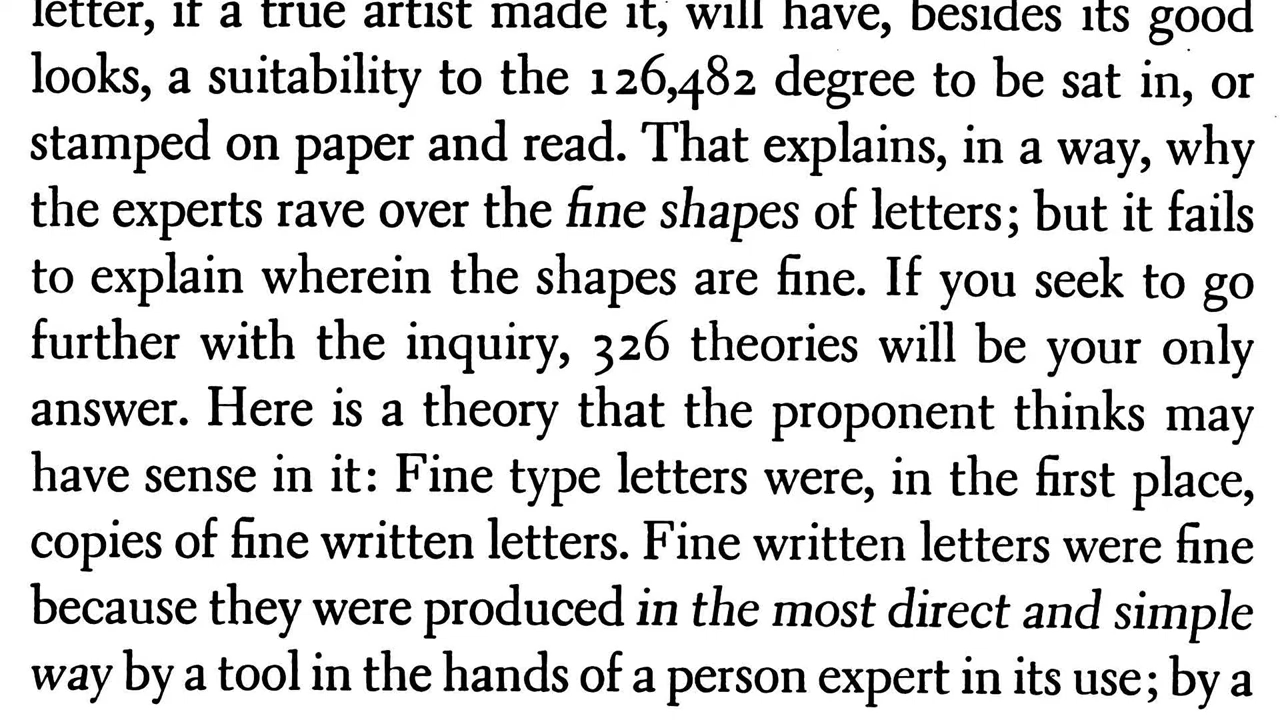 letter, if a true artist made it, will have, besides its good
looks, a suitability to the 126,482 degree to be sat in, or
stamped on paper and read. That explains, in a way, why
the experts rave over the fine shapes of letters; but it fails
to explain wherein the shapes are fine. If you seek to go
further with the inquiry, 326 theories will be your only
answer. Here is a theory that the proponent thinks may
have sense in it: Fine type letters were, in the first place,
copies of fine written letters. Fine written letters were fine
because they were produced in the most direct and simple
way by a tool in the hands of a person expert in its use; by a